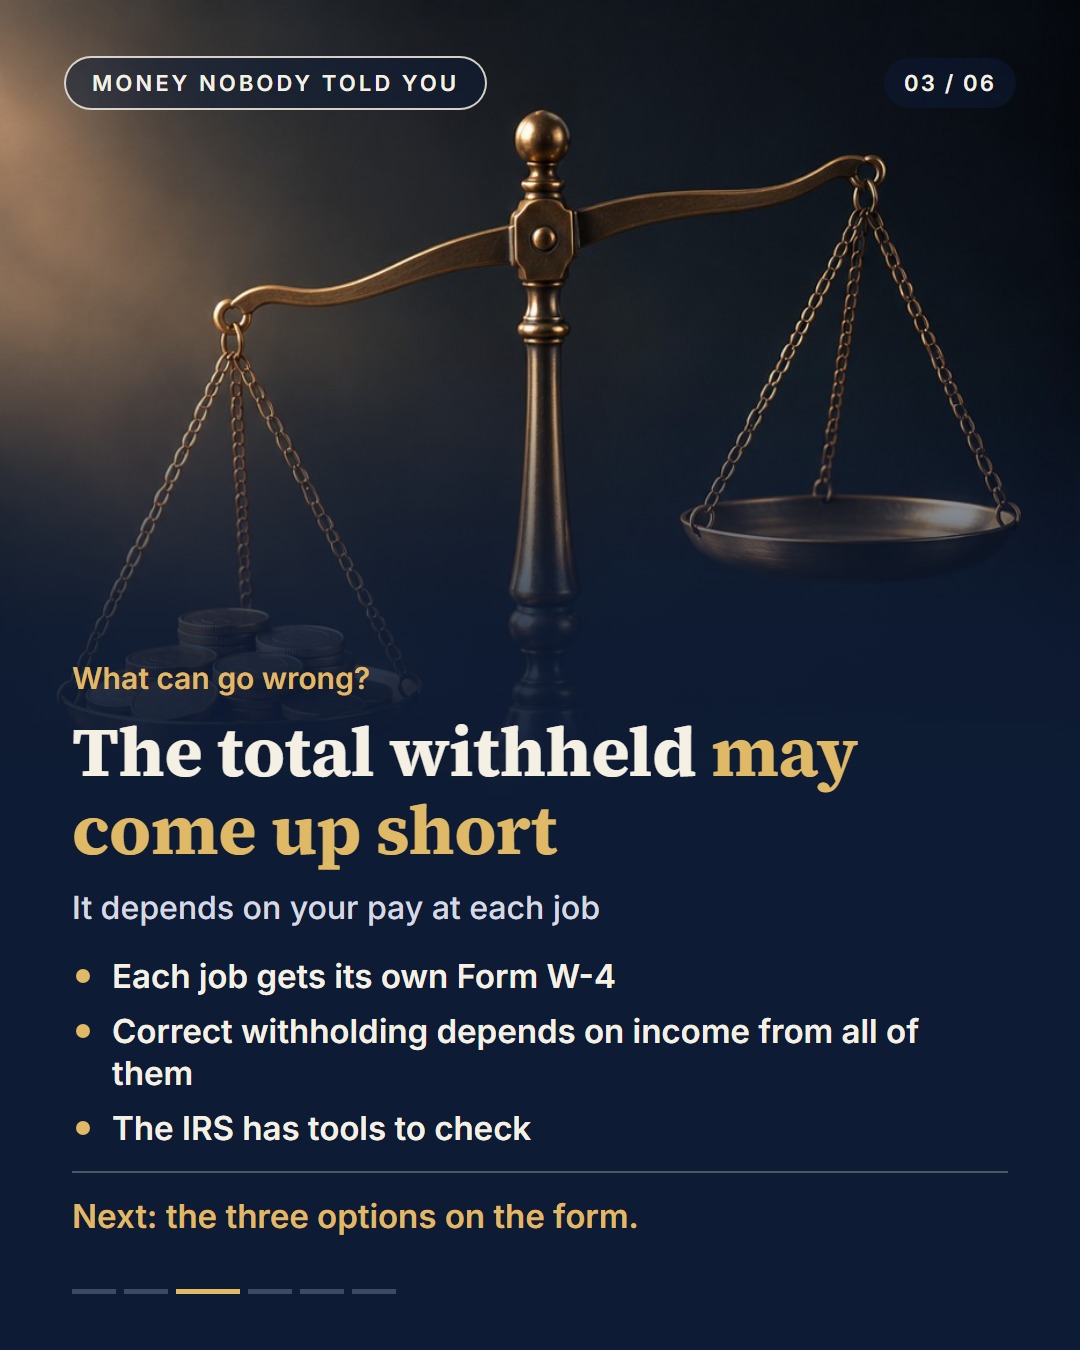 MONEY NOBODY TOLD YOU
03 / 06
What can go wrong?
The total withheld may
come up short
It depends on your pay at each job
Each job gets its own Form W-4
Correct withholding depends on income from all of
them
The IRS has tools to check
Next: the three options on the form.